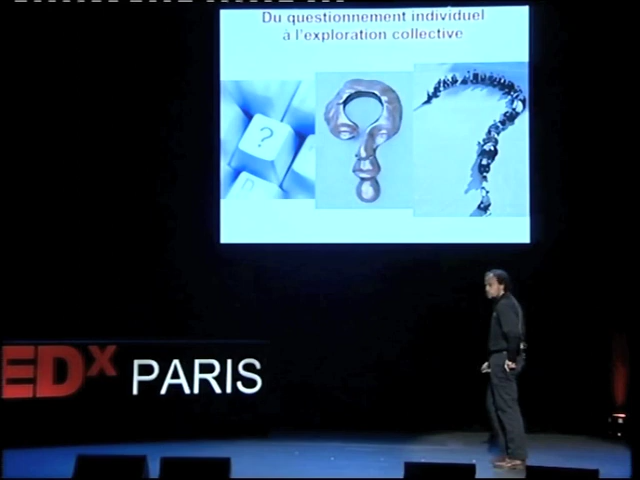 Du questionnement individuel
à l'exploration collective
?
EDx PARIS